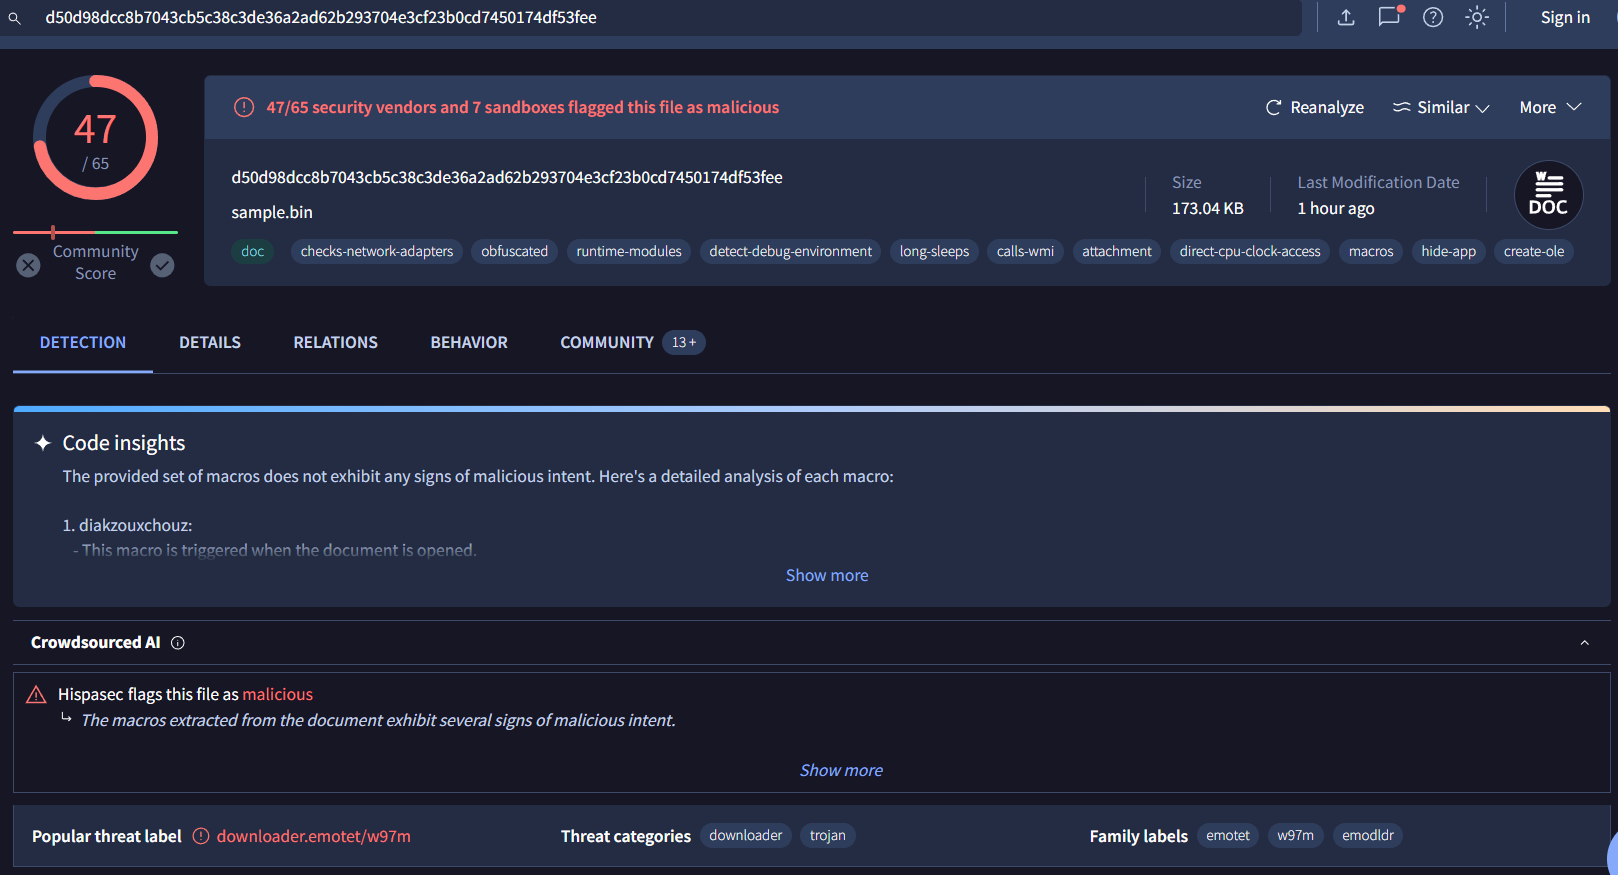 d50d98dcc8b7043cb5c38c3de36a2ad62b293704e3cf23b0cd7450174df53fee
Sign in
47
/ 65
Community
Score
47/65 security vendors and 7 sandboxes flagged this file as malicious
Reanalyze
Similar
More
d50d98dcc8b7043cb5c38c3de36a2ad62b293704e3cf23b0cd7450174df53fee
sample.bin
Size
173.04 KB
Last Modification Date
1 hour ago
W
DOC
doc checks-network-adapters obfuscated runtime-modules detect-debug-environment long-sleeps calls-wmi attachment direct-cpu-clock-access macros hide-app create-ole
DETECTION DETAILS RELATIONS BEHAVIOR COMMUNITY 13+
Code insights
The provided set of macros does not exhibit any signs of malicious intent. Here's a detailed analysis of each macro:
1. diakzouxchouz:
- This macro is triggered when the document is opened.
Show more
Crowdsourced AI
Hispasec flags this file as malicious
The macros extracted from the document exhibit several signs of malicious intent.
Show more
Popular threat label downloader.emotet/w97m Threat categories downloader trojan Family labels emotet w97m emodldr